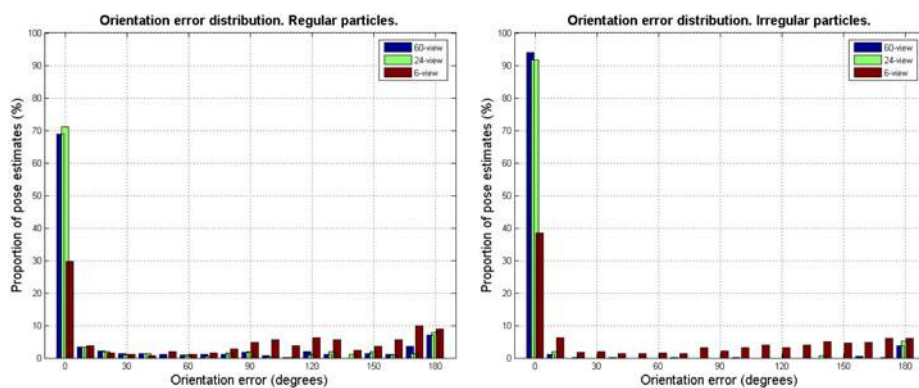 Orientation error distribution. Regular particles.
100
90
80
70
60
50
40
30
20
10
0
Proportion of pose estimates (%)
60-view
24-view
6-view
0 30 60 90 120 150 180
Orientation error (degrees)
Orientation error distribution. Irregular particles.
100
90
80
70
60
50
40
30
20
10
0
Proportion of pose estimates (%)
60-view
24-view
6-view
0 30 60 90 120 150 180
Orientation error (degrees)